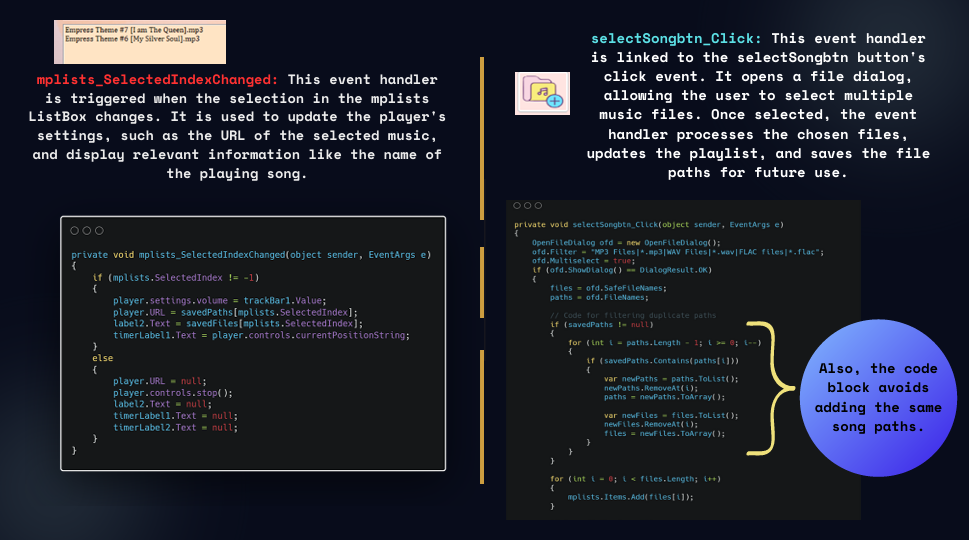 Empress Theme #7 [I am The Queen].mp3
Empress Theme #6 [My Silver Soul].mp3
mplists_SelectedIndexChanged: This event handler
is triggered when the selection in the mplists
ListBox changes. It is used to update the player's
settings, such as the URL of the selected music,
and display relevant information like the name of
the playing song.
private void mplists_SelectedIndexChanged(object sender, EventArgs e)
{
    if (mplists.SelectedIndex != -1)
    {
        player.settings.volume = trackBar1.Value;
        player.URL = savedPaths[mplists.SelectedIndex];
        label2.Text = savedFiles[mplists.SelectedIndex];
        timerLabel1.Text = player.controls.currentPositionString;
    }
    else
    {
        player.URL = null;
        player.controls.stop();
        label2.Text = null;
        timerLabel1.Text = null;
        timerLabel2.Text = null;
    }
}
selectSongbtn_Click: This event handler
is linked to the selectSongbtn button's
click event. It opens a file dialog,
allowing the user to select multiple
music files. Once selected, the event
handler processes the chosen files,
updates the playlist, and saves the file
paths for future use.
private void selectSongbtn_Click(object sender, EventArgs e)
{
    OpenFileDialog ofd = new OpenFileDialog();
    ofd.Filter = "MP3 Files|*.mp3|WAV Files|*.wav|FLAC files|*.flac";
    ofd.Multiselect = true;
    if (ofd.ShowDialog() == DialogResult.OK)
    {
        files = ofd.SafeFileNames;
        paths = ofd.FileNames;
        // Code for filtering duplicate paths
        if (savedPaths != null)
        {
            for (int i = paths.Length - 1; i >= 0; i--)
            {
                if (savedPaths.Contains(paths[i]))
                {
                    var newPaths = paths.ToList();
                    newPaths.RemoveAt(i);
                    paths = newPaths.ToArray();
                    var newFiles = files.ToList();
                    newFiles.RemoveAt(i);
                    files = newFiles.ToArray();
                }
            }
        }
        for (int i = 0; i < files.Length; i++)
        {
            mplists.Items.Add(files[i]);
        }
Also, the code
block avoids
adding the same
song paths.